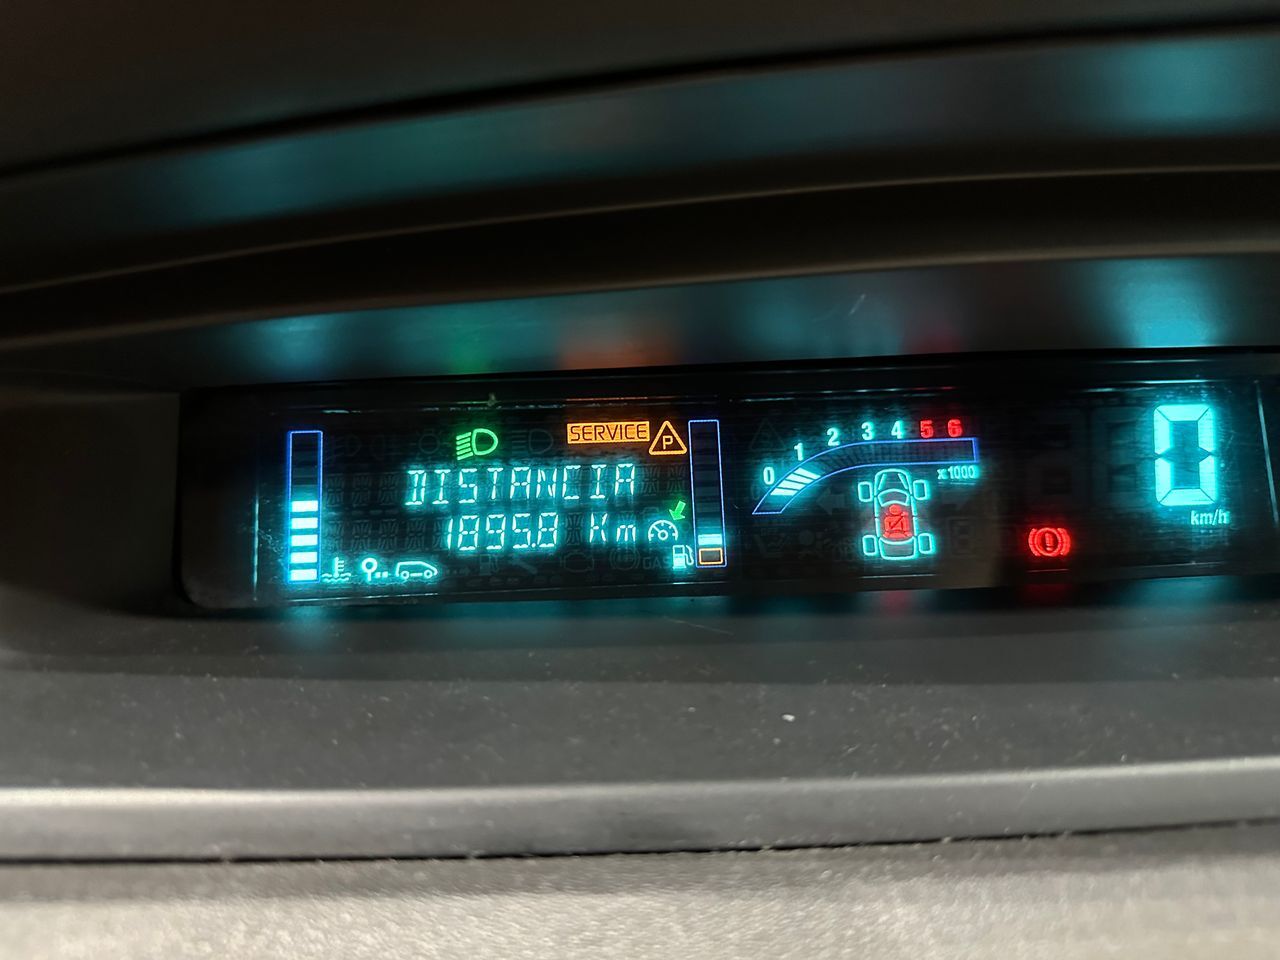 SERVICE
P
DISTANCIA
1895.8 Km
0 1 2 3 4 5 6
x1000
0
km/h